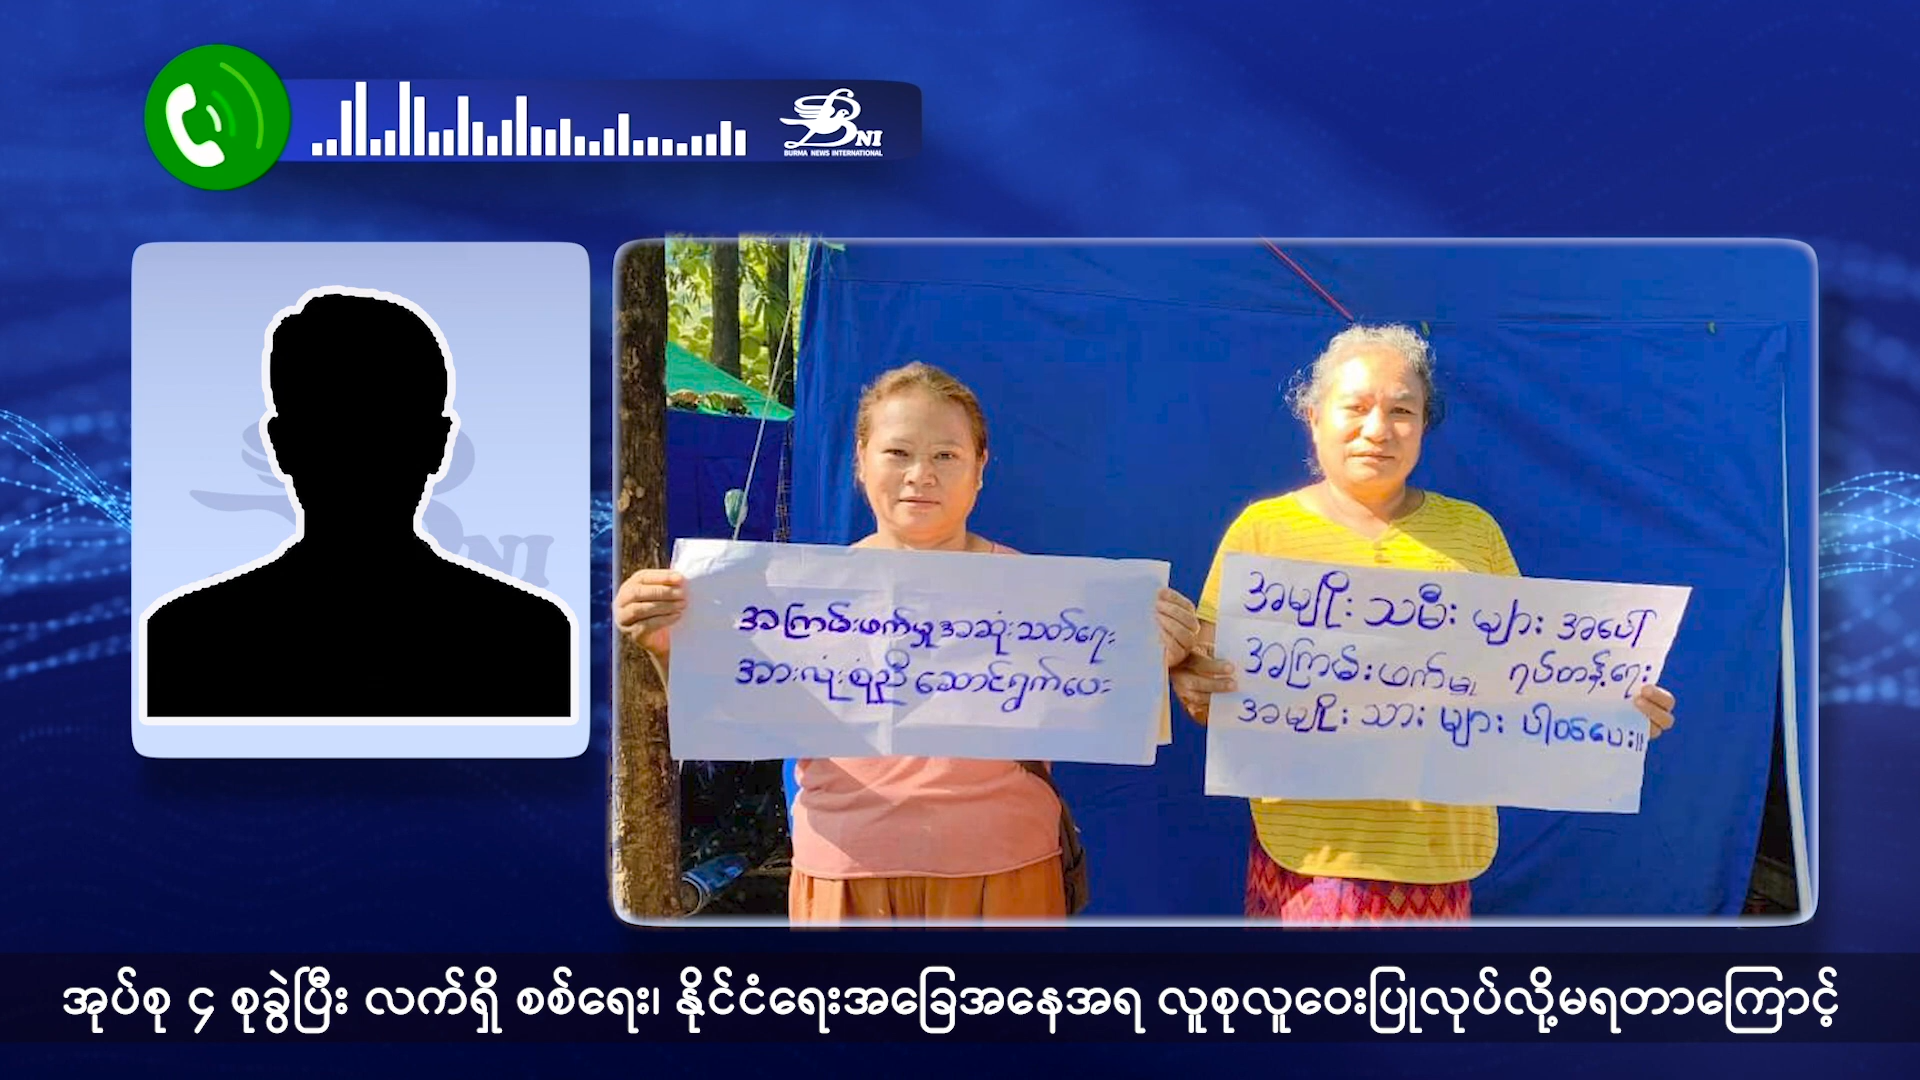 BNI
BURMA NEWS INTERNATIONAL
NI
အကြမ်းဖက်မှုအဆုံးသတ်ရေး
အားလုံးစုံညီဆောင်ရွက်ပေး
အမျိုးသမီးများအပေါ်
အကြမ်းဖက်မှု ရပ်တန့်ရေး
အမျိုးသားများ ပါဝင်ပေး။
အုပ်စု ၄ စုခွဲပြီး လက်ရှိ စစ်ရေး၊ နိုင်ငံရေးအခြေအနေအရ လူစုလူဝေးပြုလုပ်လို့မရတာကြောင့်